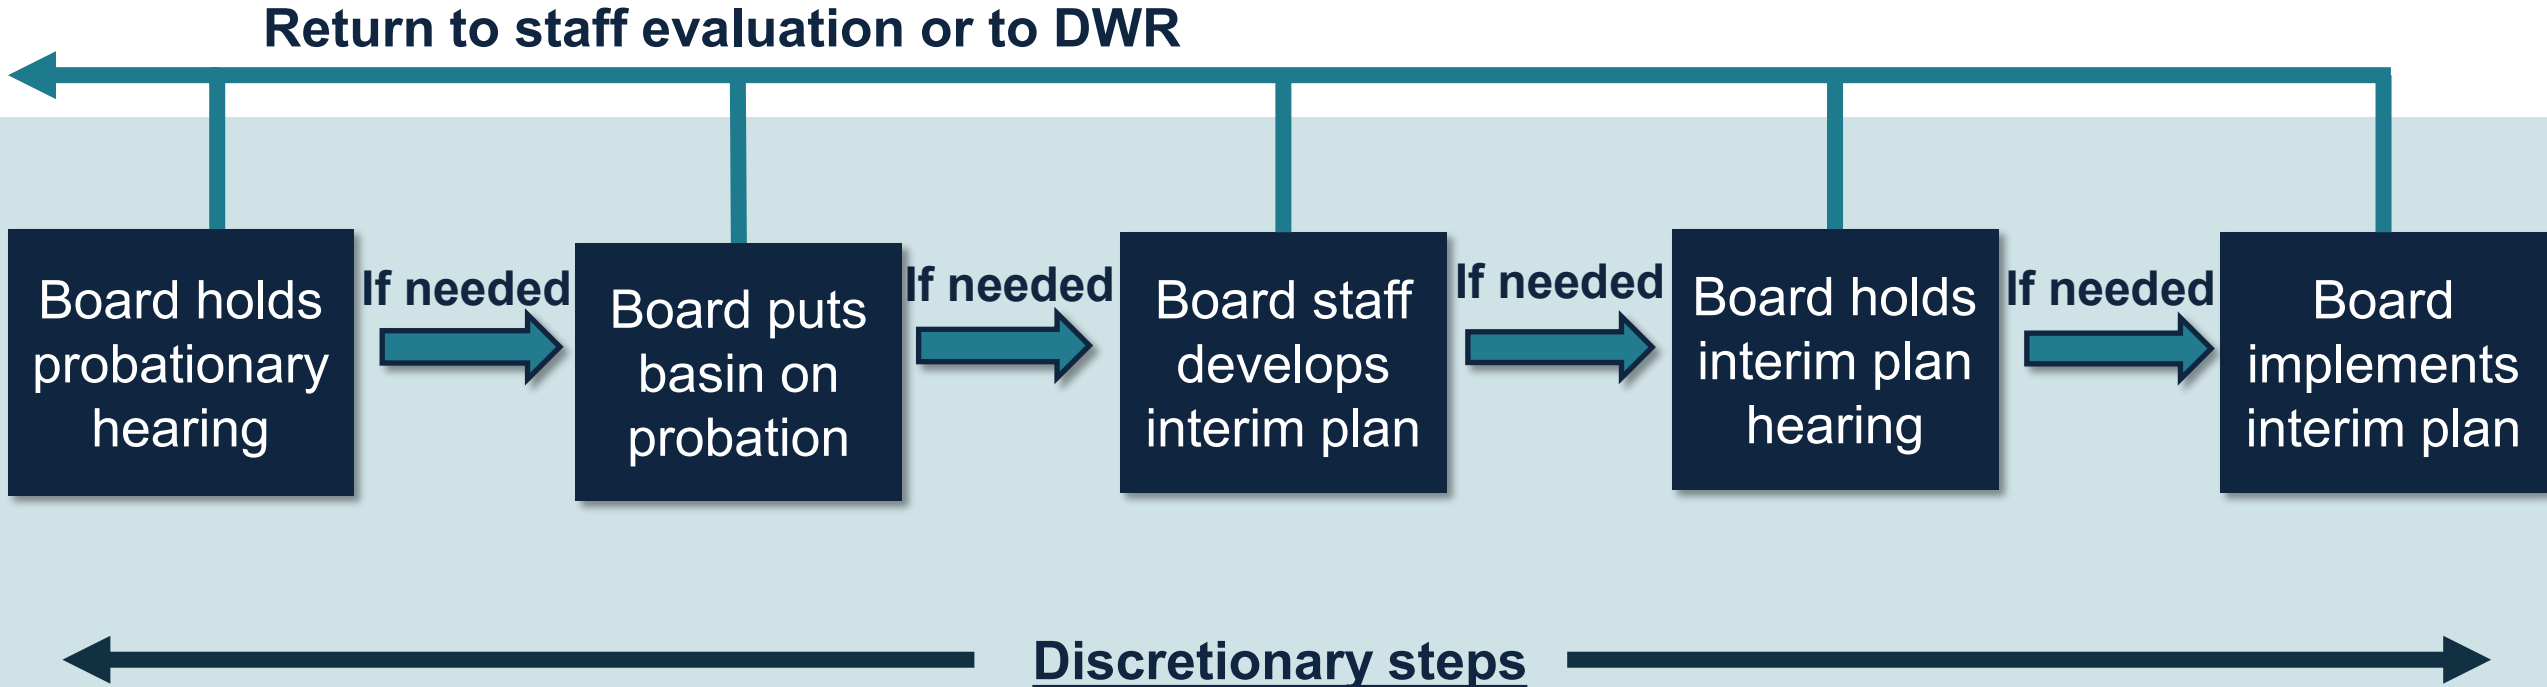 Return to staff evaluation or to DWR
Board holds
probationary
hearing
If needed
Board puts
basin on
probation
If needed
Board staff
develops
interim plan
If needed
Board holds
interim plan
hearing
If needed
Board
implements
interim plan
Discretionary steps